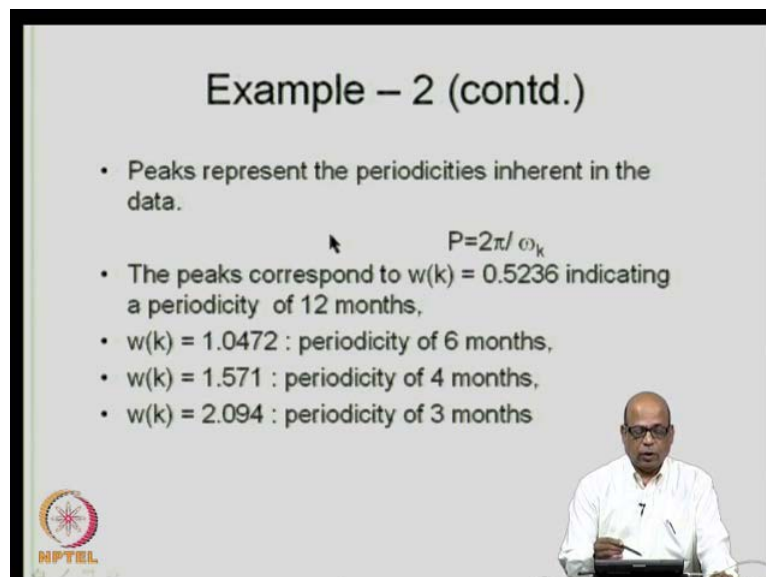 Example – 2 (contd.)
• Peaks represent the periodicities inherent in the
data.
P=2π/ ωk
• The peaks correspond to w(k) = 0.5236 indicating
a periodicity of 12 months,
• w(k) = 1.0472 : periodicity of 6 months,
• w(k) = 1.571 : periodicity of 4 months,
• w(k) = 2.094 : periodicity of 3 months
NPTEL